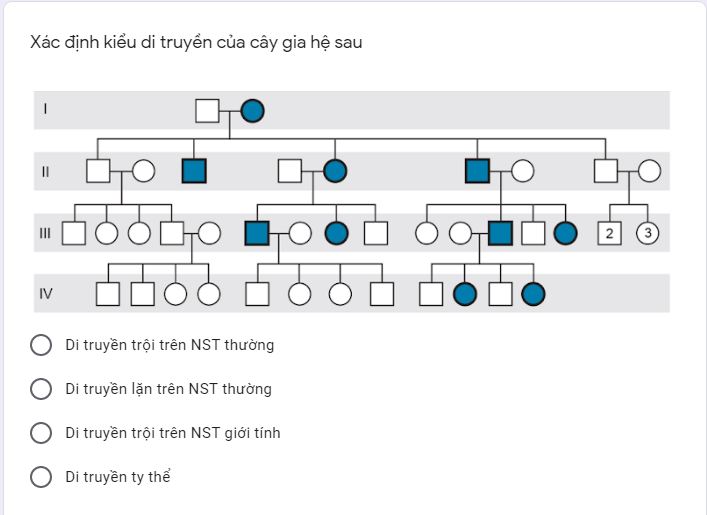 Xác định kiểu di truyền của cây gia hệ sau
I
II
III
2
3
IV
Di truyền trội trên NST thường
Di truyền lặn trên NST thường
Di truyền trội trên NST giới tính
Di truyền ty thể